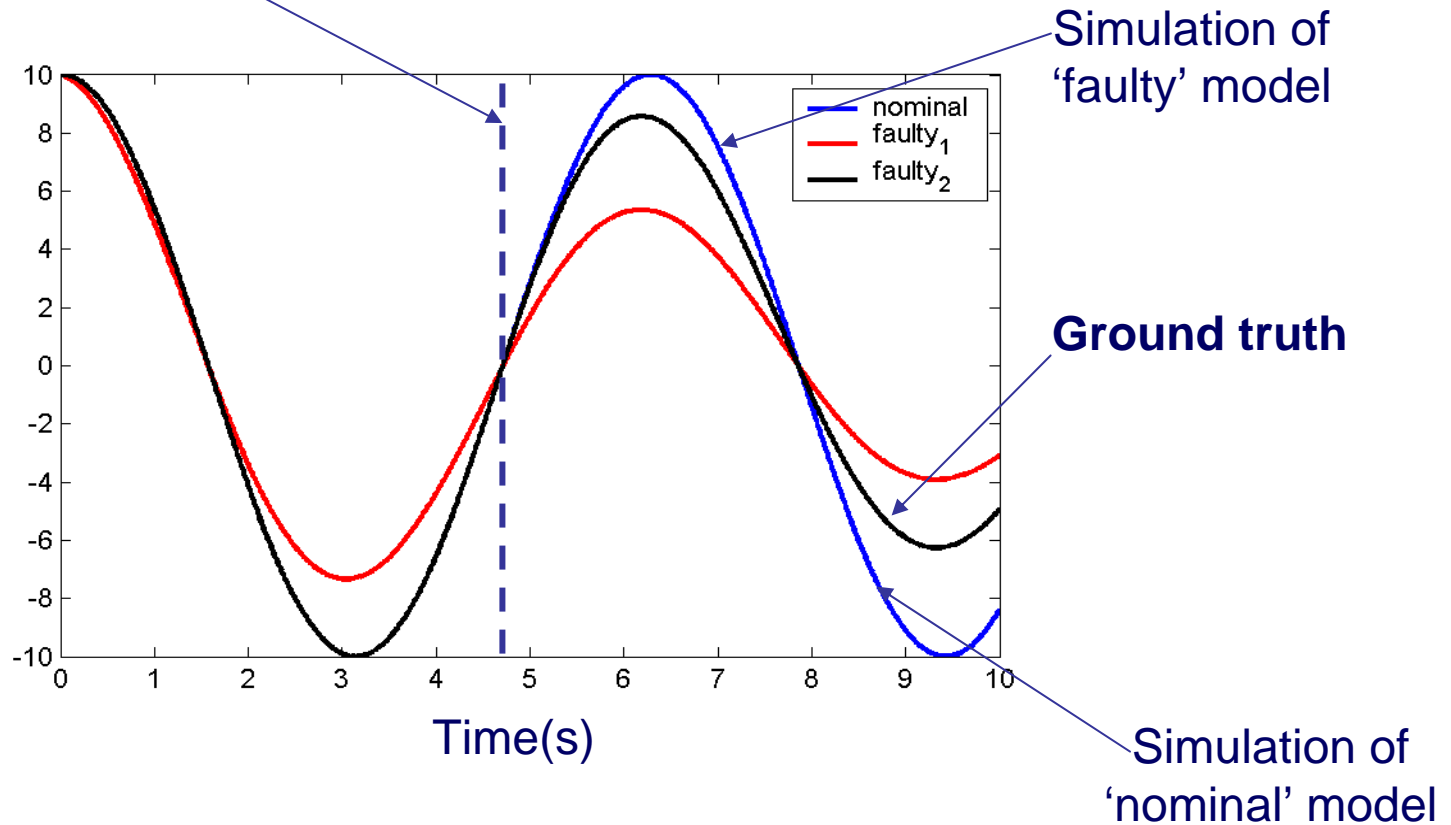 Simulation of
‘faulty’ model
10
8
6
4
2
0
-2
-4
-6
-8
-10
nominal
faulty1
faulty2
Ground truth
0 1 2 3 4 5 6 7 8 9 10
Time(s)
Simulation of
‘nominal’ model